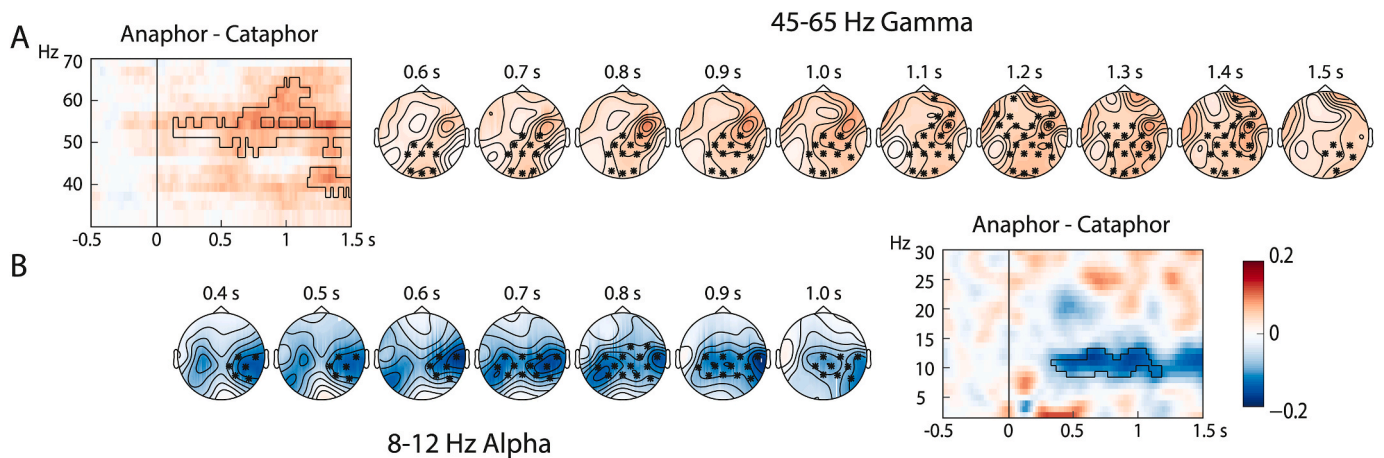 A
45-65 Hz Gamma
Anaphor - Cataphor
Hz
70
60
50
40
-0.5 0 0.5 1 1.5 s
0.6 s 0.7 s 0.8 s 0.9 s 1.0 s 1.1 s 1.2 s 1.3 s 1.4 s 1.5 s
B
0.4 s 0.5 s 0.6 s 0.7 s 0.8 s 0.9 s 1.0 s
8-12 Hz Alpha
Anaphor - Cataphor
Hz
30
25
20
15
10
5
-0.5 0 0.5 1 1.5 s
0.2
0
−0.2